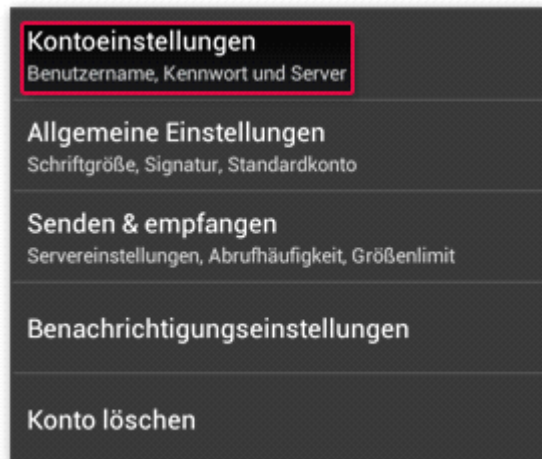 Kontoeinstellungen
Benutzername, Kennwort und Server
Allgemeine Einstellungen
Schriftgröße, Signatur, Standardkonto
Senden & empfangen
Servereinstellungen, Abrufhäufigkeit, Größenlimit
Benachrichtigungseinstellungen
Konto löschen